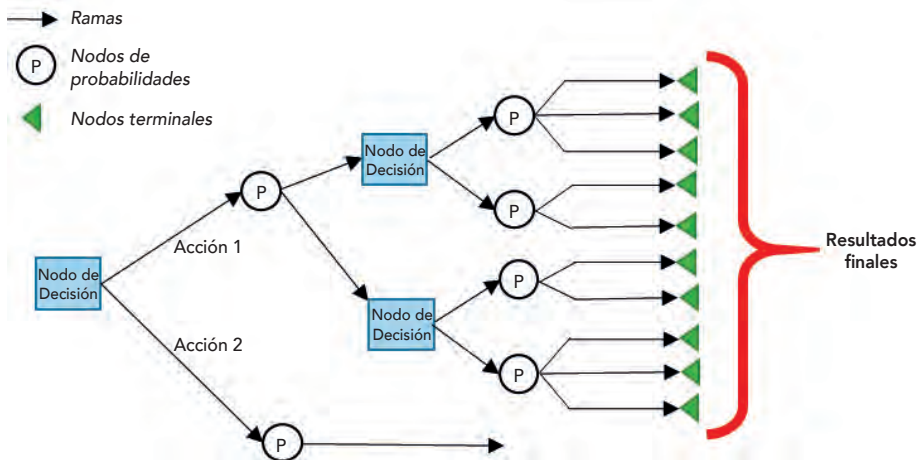 Ramas
P
Nodos de
probabilidades
Nodos terminales
P
Nodo de
Decisión
P
P
Acción 1
P
Resultados
finales
Nodo de
Decisión
P
Nodo de
Decisión
Acción 2
P
P